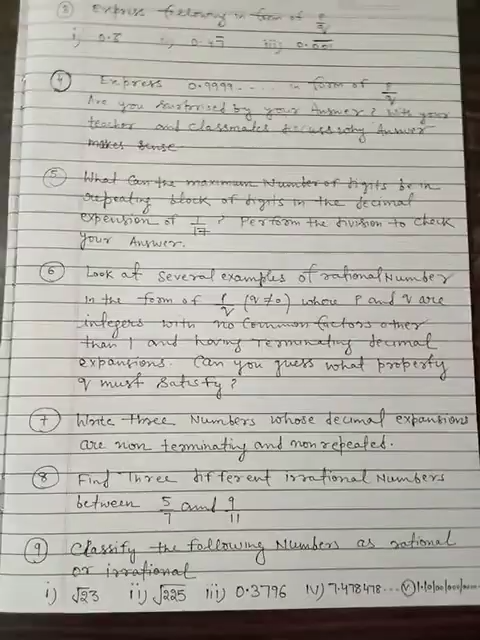 ③ Express following in form of p/q
i) 0.6̅ ii) 0.47̅ iii) 0.0̅0̅1̅
④ Express 0.9999..... in form of p/q
Are you surprised by your Answer? With your
teacher and classmates discuss why Answer
makes sense
⑤ What can the maximum Number of digits be in
repeating block of digits in the decimal
expension of 1/17 ? Perform the division to check
your Answer.
⑥ Look at several examples of rational Number
in the form of p/q (q≠0) whore p and q are
integers with no common factors other
than 1 and having terminating decimal
expansions. Can you guess what property
q must satisfy?
⑦ Write three Numbers whose decimal expansions
are non terminating and non repeated.
⑧ Find Three different irrational Numbers
between 5/7 and 9/11
⑨ Classify the following Numbers as rational
or irrational
i) √23 ii) √225 iii) 0.3796 iv) 7.478478... ⓥ 1.10100100010000...